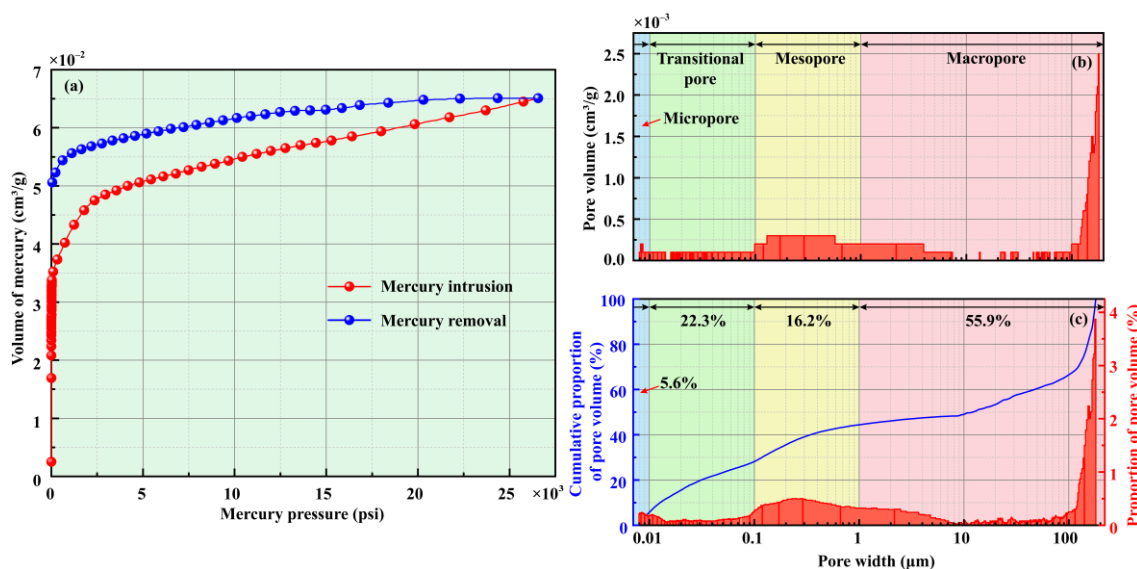 ×10⁻²
(a)
7
6
5
4
3
2
1
0
Volume of mercury (cm³/g)
Mercury intrusion
Mercury removal
0
5
10
15
20
25
×10³
Mercury pressure (psi)
×10⁻³
2.5
2.0
1.5
1.0
0.5
0.0
Pore volume (cm³/g)
Transitional
pore
Mesopore
Macropore
(b)
Micropore
100
80
60
40
20
0
Cumulative proportion
of pore volume (%)
22.3%
16.2%
55.9%
(c)
5.6%
4
3
2
1
0
Proportion of pore volume (%)
0.01
0.1
1
10
100
Pore width (μm)